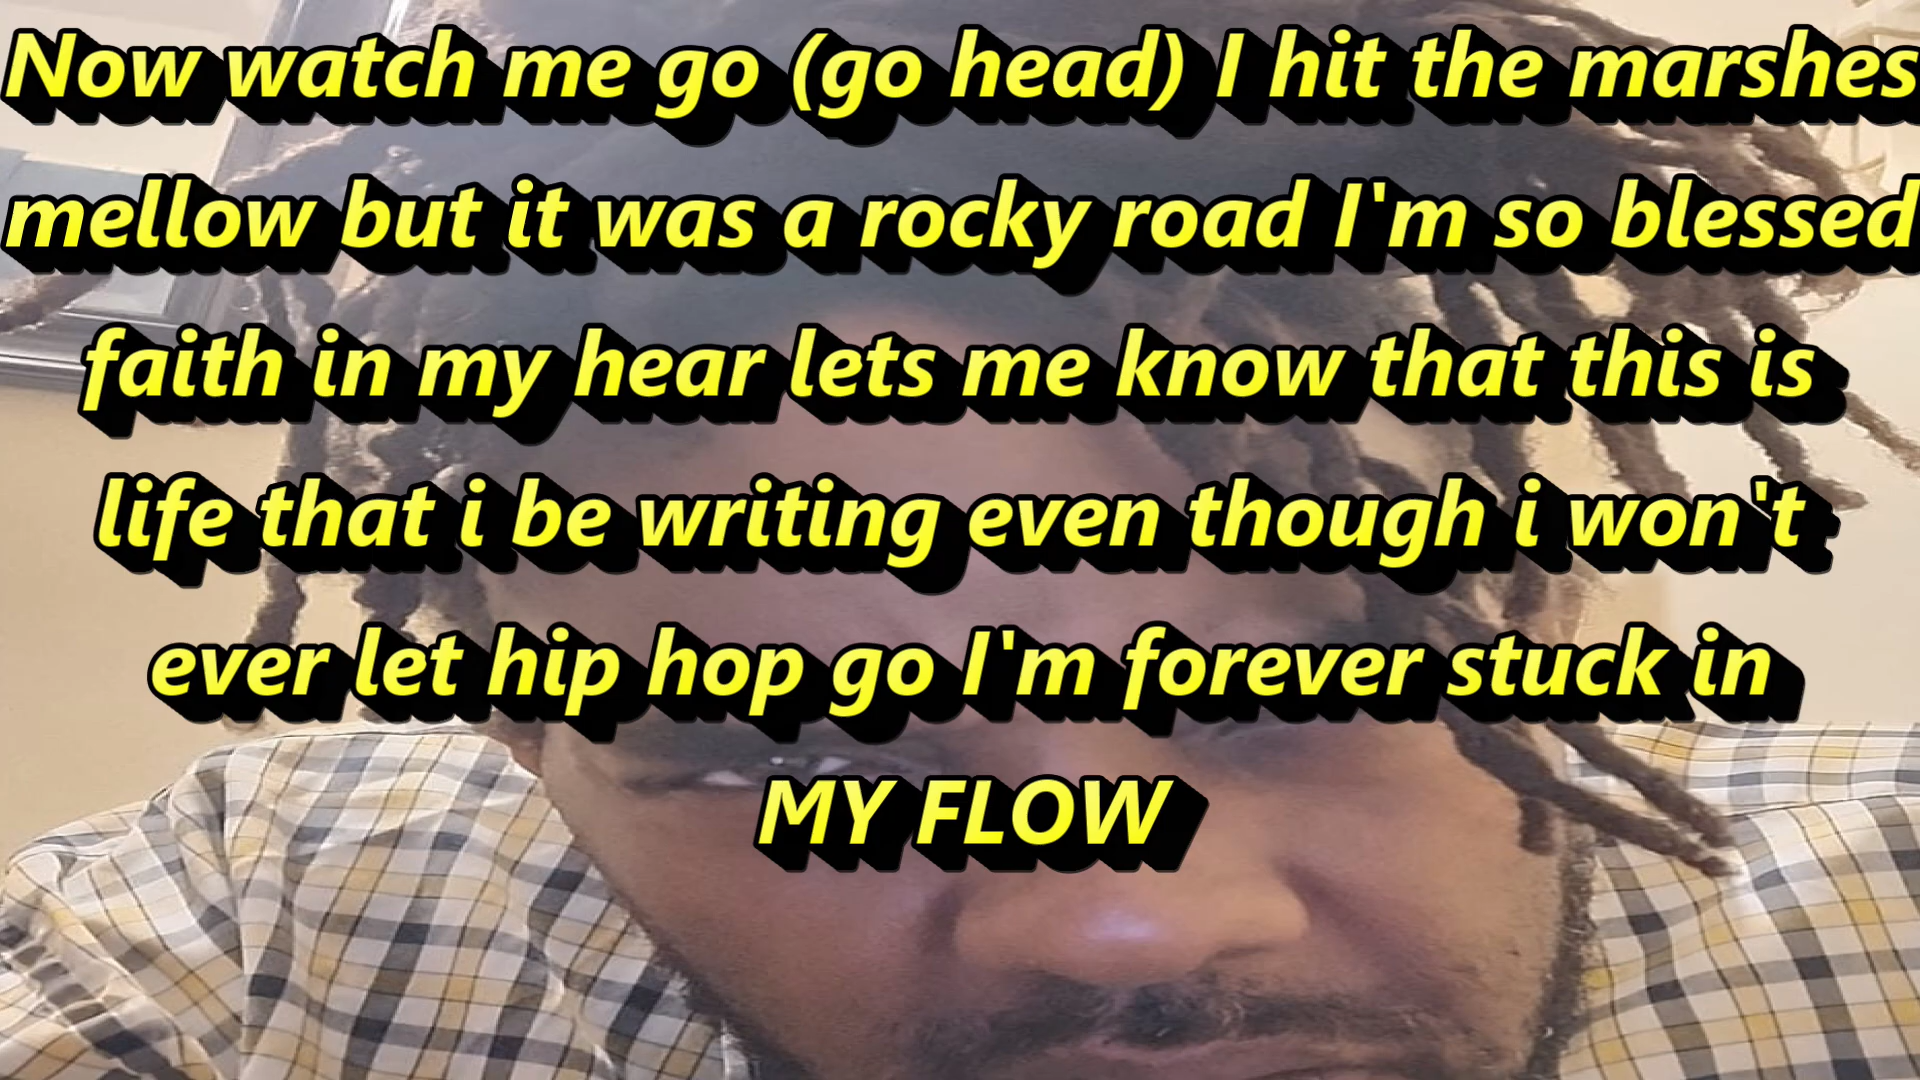 Now watch me go (go head) I hit the marshes
mellow but it was a rocky road I'm so blessed
faith in my hear lets me know that this is
life that i be writing even though i won't
ever let hip hop go I'm forever stuck in
MY FLOW